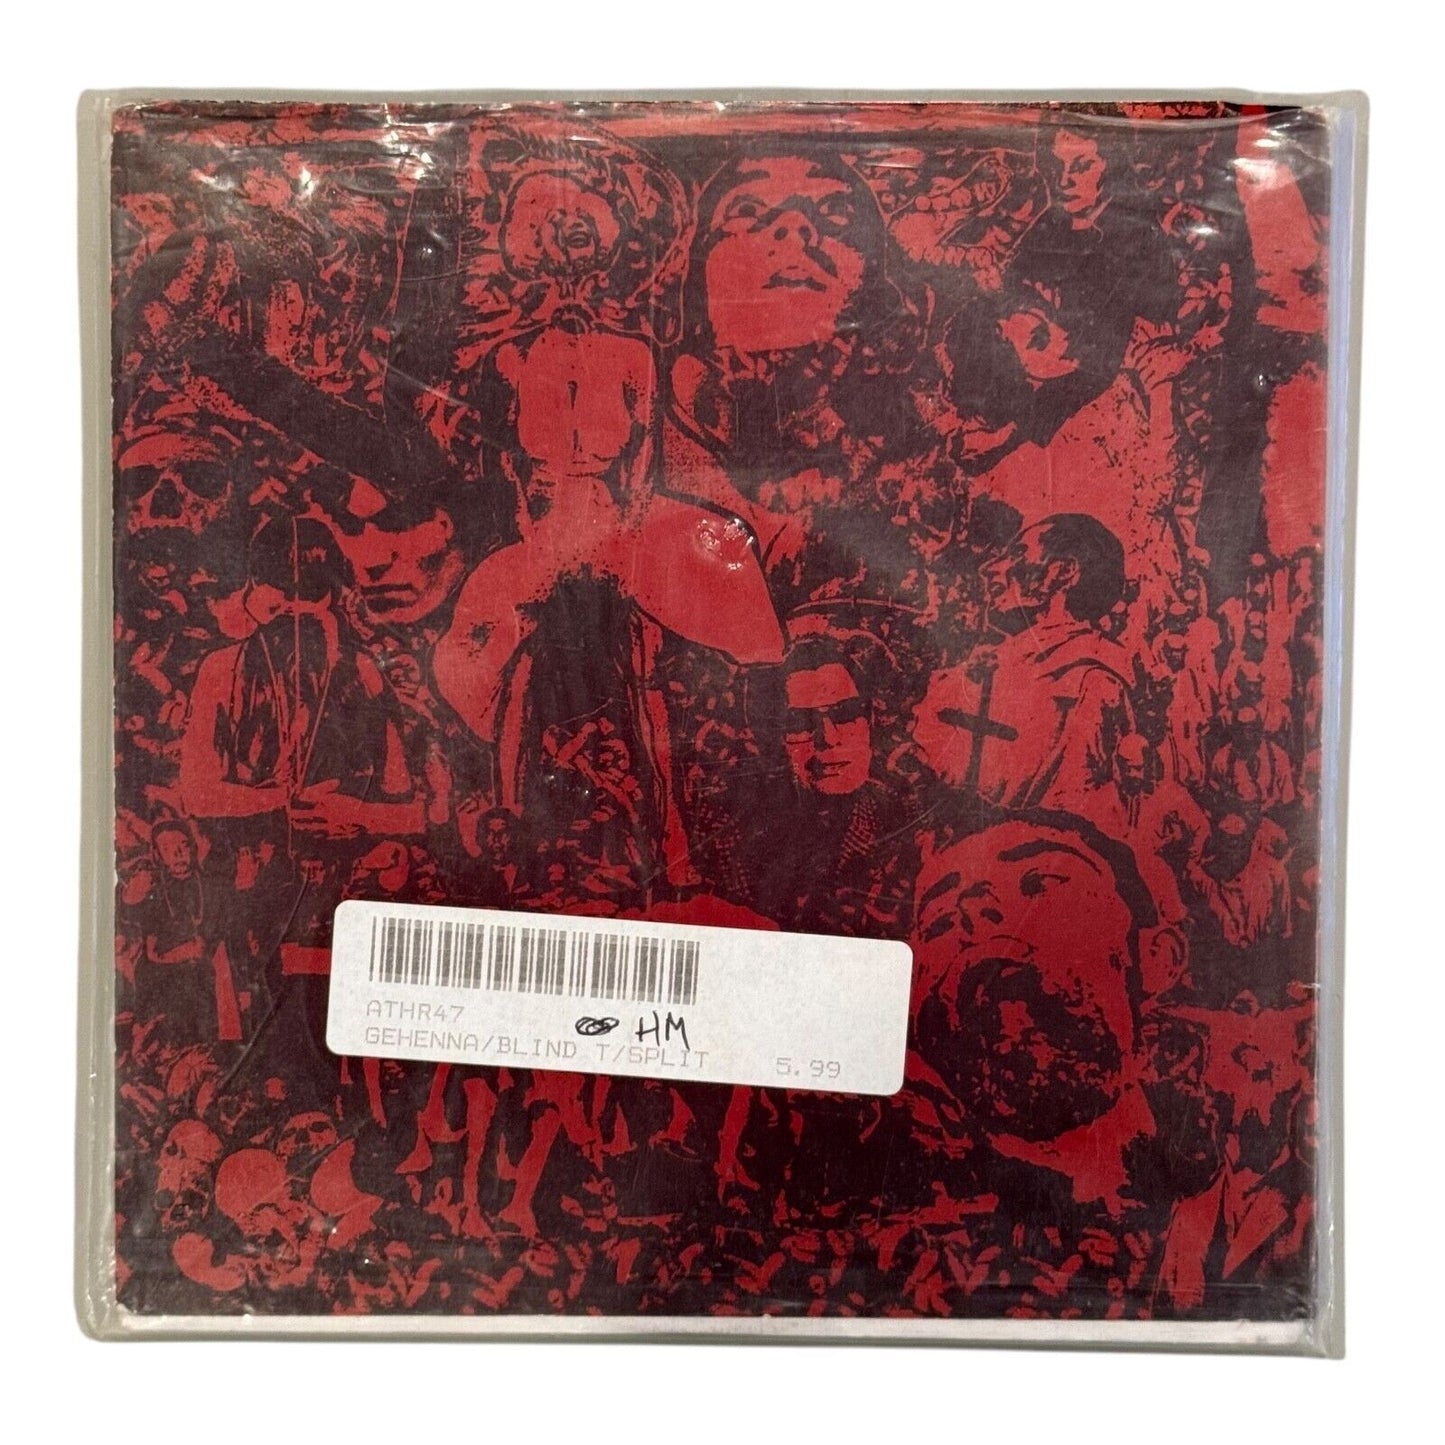 ATHR47
HM
GEHENNA/BLIND T/SPLIT 5.99